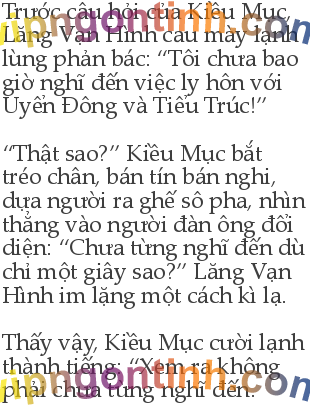 Trước câu hỏi của Kiều Mục,
Lăng Vạn Hình cau mày lạnh
lùng phản bác: “Tôi chưa bao
giờ nghĩ đến việc ly hôn với
Uyển Đông và Tiểu Trúc!”
“Thật sao?” Kiều Mục bắt
tréo chân, bán tín bán nghi,
dựa người ra ghế sô pha, nhìn
thẳng vào người đàn ông đối
diện: “Chưa từng nghĩ đến dù
chỉ một giây sao?” Lăng Vạn
Hình im lặng một cách kì lạ.
Thấy vậy, Kiều Mục cười lạnh
thành tiếng: “Xem ra không
phải chưa từng nghĩ đến.”
vipngontinh.com
vipngontinh.com